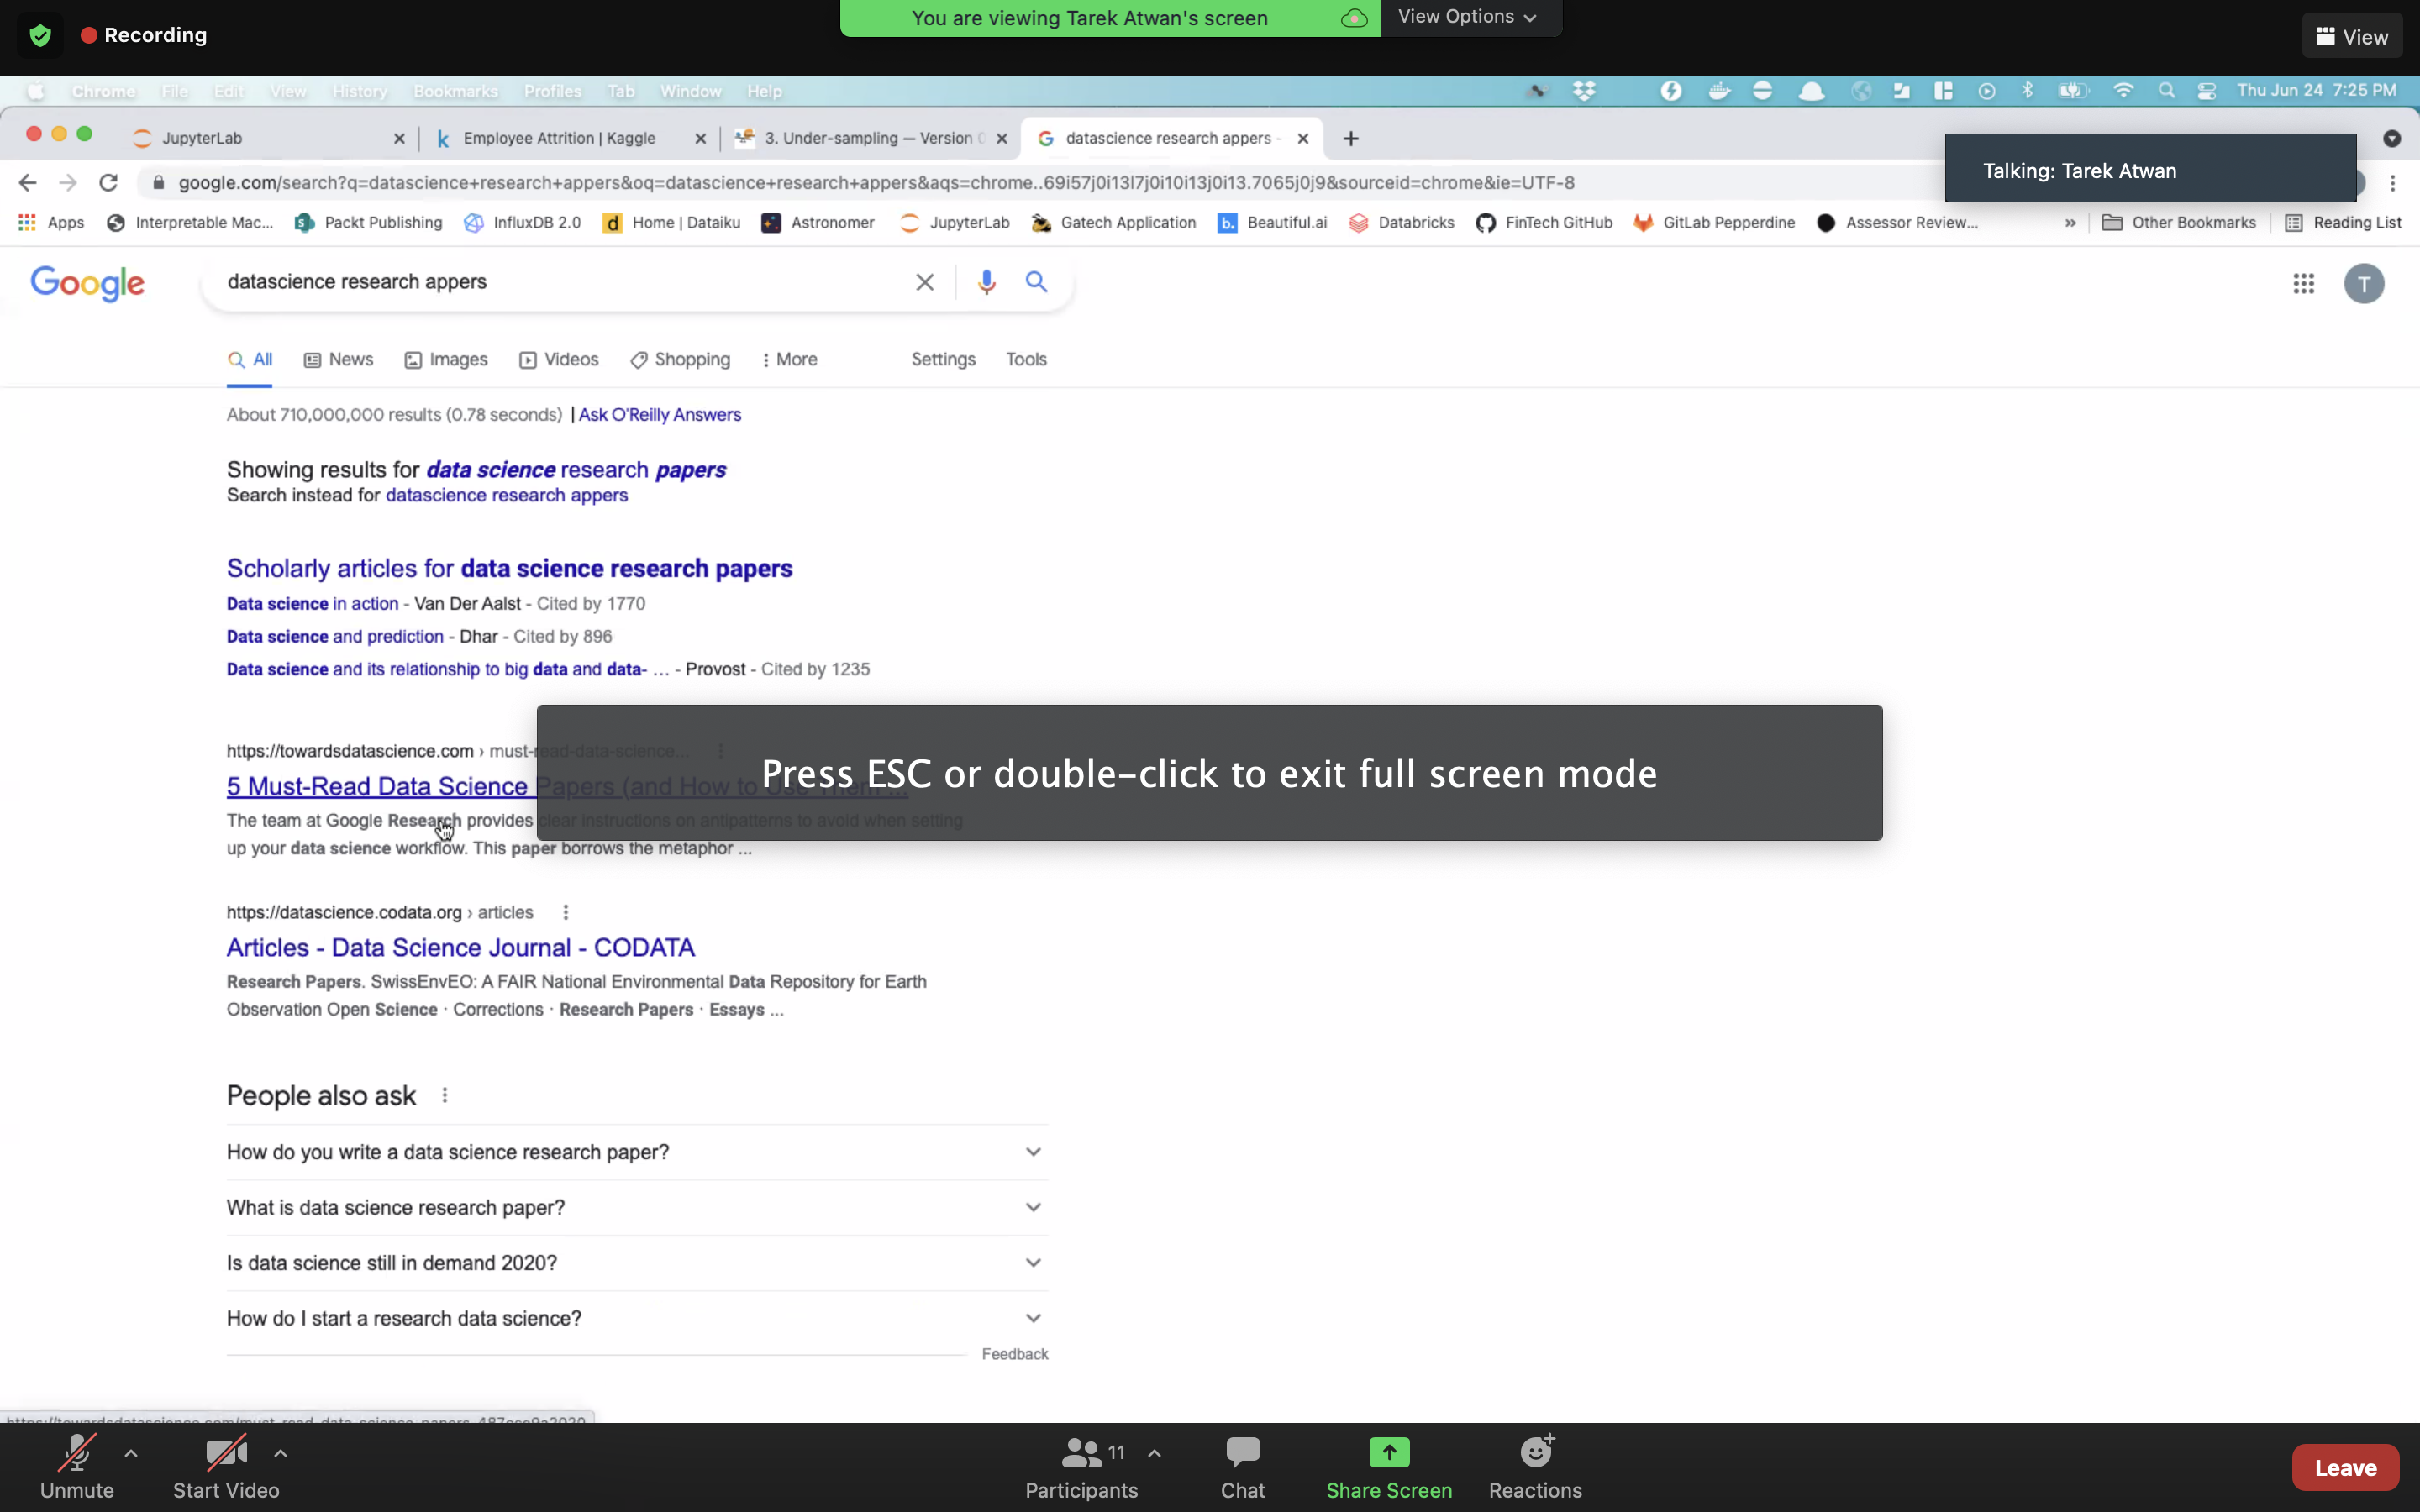 Recording
You are viewing Tarek Atwan's screen
View Options
View
Chrome File Edit View History Bookmarks Profiles Tab Window Help
Thu Jun 24 7:25 PM
JupyterLab
Employee Attrition | Kaggle
3. Under-sampling — Version
datascience research appers -
Talking: Tarek Atwan
google.com/search?q=datascience+research+appers&oq=datascience+research+appers&aqs=chrome..69i57j0i13l7j0i10i13j0i13.7065j0j9&sourceid=chrome&ie=UTF-8
Apps
Interpretable Mac...
Packt Publishing
InfluxDB 2.0
Home | Dataiku
Astronomer
JupyterLab
Gatech Application
Beautiful.ai
Databricks
FinTech GitHub
GitLab Pepperdine
Assessor Review...
»
Other Bookmarks
Reading List
Google
datascience research appers
T
All
News
Images
Videos
Shopping
More
Settings
Tools
About 710,000,000 results (0.78 seconds) | Ask O'Reilly Answers
Showing results for data science research papers
Search instead for datascience research appers
Scholarly articles for data science research papers
Data science in action - Van Der Aalst - Cited by 1770
Data science and prediction - Dhar - Cited by 896
Data science and its relationship to big data and data- ... - Provost - Cited by 1235
https://towardsdatascience.com › must-read-data-science...
5 Must-Read Data Science Papers (and How to Use Them ...
Press ESC or double-click to exit full screen mode
The team at Google Research provides clear instructions on antipatterns to avoid when setting
up your data science workflow. This paper borrows the metaphor ...
https://datascience.codata.org › articles
Articles - Data Science Journal - CODATA
Research Papers. SwissEnvEO: A FAIR National Environmental Data Repository for Earth
Observation Open Science · Corrections · Research Papers · Essays ...
People also ask
How do you write a data science research paper?
What is data science research paper?
Is data science still in demand 2020?
How do I start a research data science?
Feedback
Unmute
Start Video
11
Participants
Chat
Share Screen
Reactions
Leave